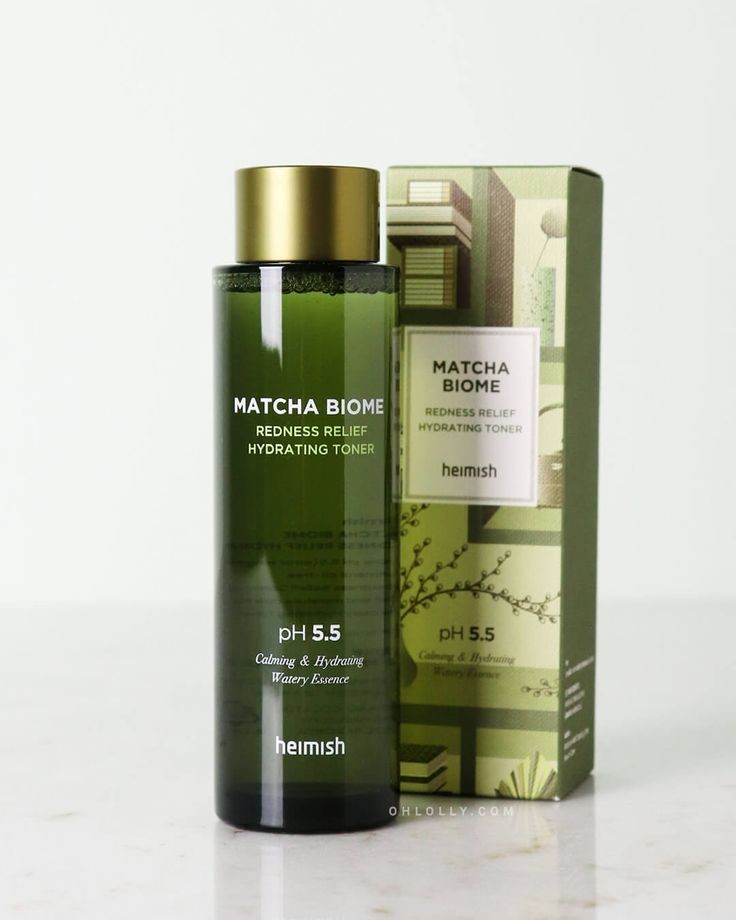 MATCHA BIOME
REDNESS RELIEF
HYDRATING TONER
pH 5.5
Calming & Hydrating
Watery Essence
heimish
MATCHA
BIOME
REDNESS RELIEF
HYDRATING TONER
heimish
pH 5.5
Calming & Hydrating
Watery Essence
OHLOLLY.COM